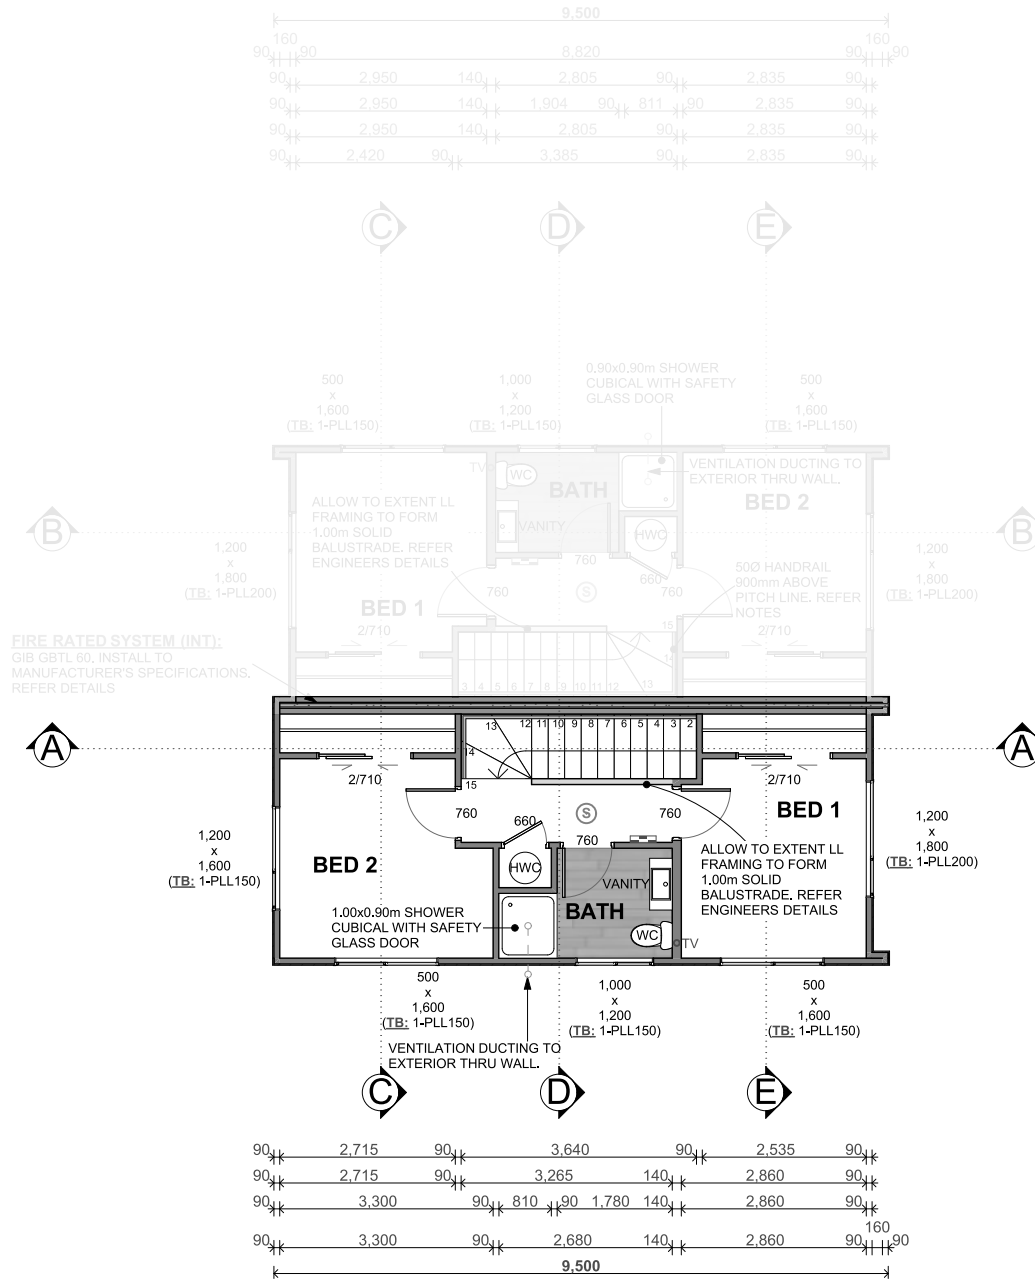 9,500
160
90 90 8,820 90 90
90 2,950 140 2,805 90 2,835 90
90 2,950 140 1,904 90 811 90 2,835 90
90 2,950 140 2,805 90 2,835 90
90 2,420 90 3,385 90 2,835 90
C D E
500
x
1,600
(TB: 1-PLL150)
1,000
x
1,200
(TB: 1-PLL150)
0.90x0.90m SHOWER
CUBICAL WITH SAFETY
GLASS DOOR
500
x
1,600
(TB: 1-PLL150)
TV
WC
BATH
VANITY
VENTILATION DUCTING TO
EXTERIOR THRU WALL.
BED 2
ALLOW TO EXTENT LL
FRAMING TO FORM
1.00m SOLID
BALUSTRADE. REFER
ENGINEERS DETAILS
B
B
HWC
1,200
x
1,800
(TB: 1-PLL200)
760
660
50Ø HANDRAIL
900mm ABOVE
PITCH LINE. REFER
NOTES
1,200
x
1,800
(TB: 1-PLL200)
760
S
760
BED 1
2/710
15
2/710
14
FIRE RATED SYSTEM (INT):
GIB GBTL 60. INSTALL TO
MANUFACTURER'S SPECIFICATIONS.
REFER DETAILS
3 4 5 6 7 8 9 10 11 12 13
A
A
13 12 11 10 9 8 7 6 5 4 3 2
14
15
2/710
2/710
760
660
S
760
760
BED 1
1,200
x
1,600
(TB: 1-PLL150)
BED 2
HWC
VANITY
BATH
WC
TV
ALLOW TO EXTENT LL
FRAMING TO FORM
1.00m SOLID
BALUSTRADE. REFER
ENGINEERS DETAILS
1,200
x
1,800
(TB: 1-PLL200)
1.00x0.90m SHOWER
CUBICAL WITH SAFETY
GLASS DOOR
500
x
1,600
(TB: 1-PLL150)
1,000
x
1,200
(TB: 1-PLL150)
500
x
1,600
(TB: 1-PLL150)
VENTILATION DUCTING TO
EXTERIOR THRU WALL.
C D E
90 2,715 90 3,640 90 2,535 90
90 2,715 90 3,265 140 2,860 90
90 3,300 90 810 90 1,780 140 2,860 90
160
90 3,300 90 2,680 140 2,860 90 90
9,500